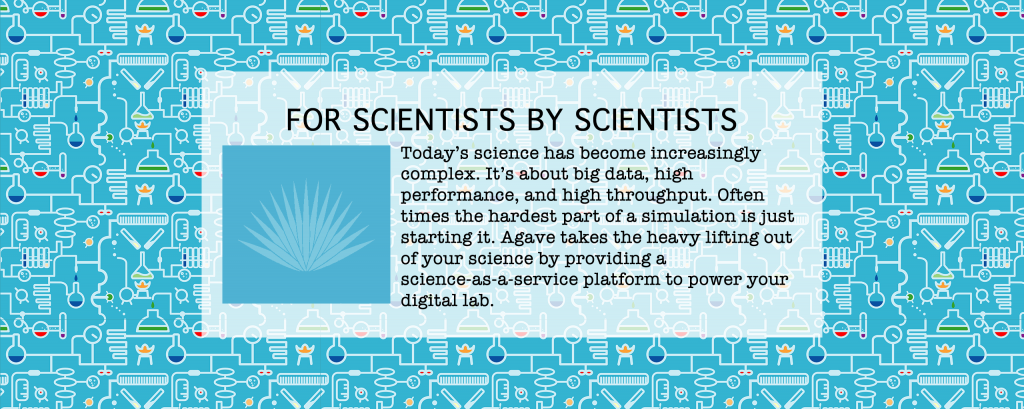 FOR SCIENTISTS BY SCIENTISTS
Today's science has become increasingly
complex. It's about big data, high
performance, and high throughput. Often
times the hardest part of a simulation is just
starting it. Agave takes the heavy lifting out
of your science by providing a
science-as-a-service platform to power your
digital lab.